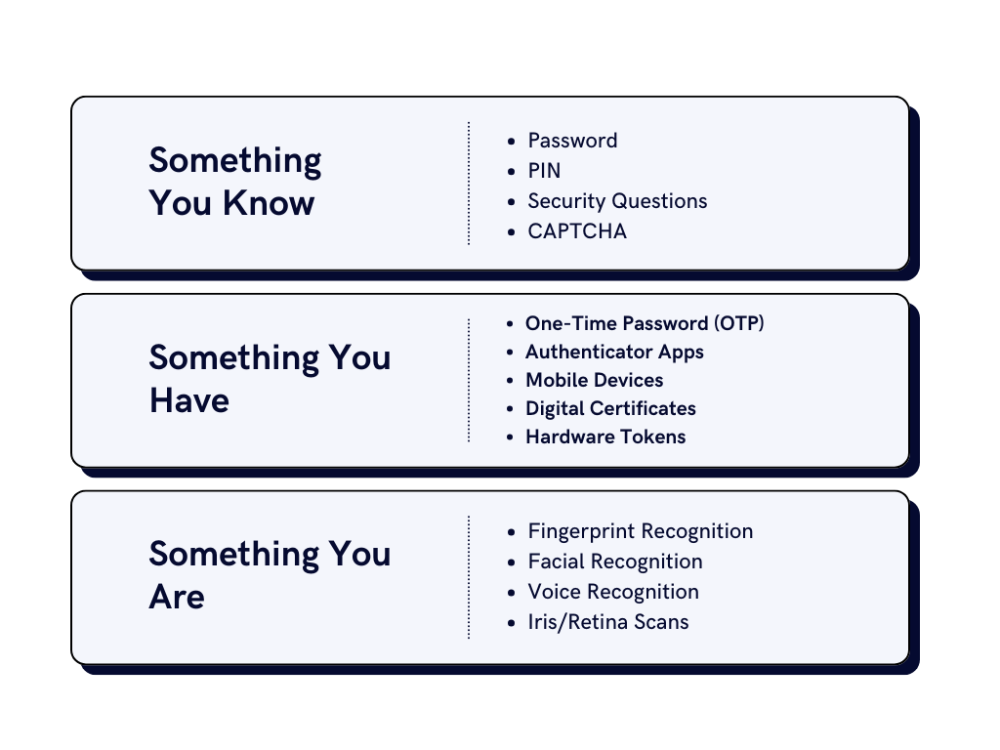 Something
You Know
Password
PIN
Security Questions
CAPTCHA
Something You
Have
One-Time Password (OTP)
Authenticator Apps
Mobile Devices
Digital Certificates
Hardware Tokens
Something You
Are
Fingerprint Recognition
Facial Recognition
Voice Recognition
Iris/Retina Scans